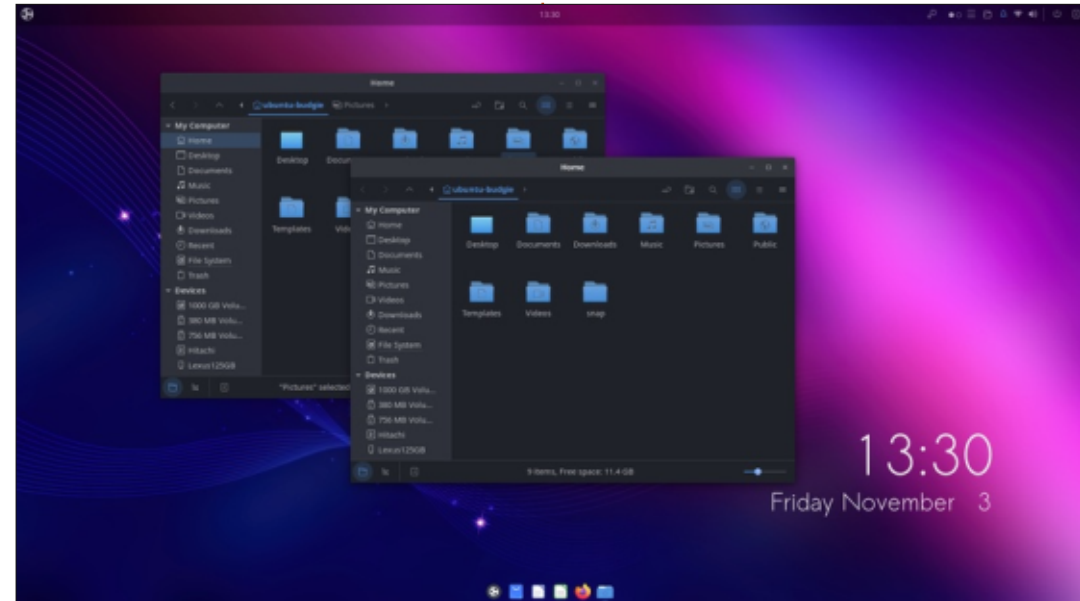 13:30
Home
ubuntu-budgie Pictures
My Computer
Home
Desktop
Documents
Music
Pictures
Videos
Downloads
Recent
File System
Trash
Devices
1000 GB Volu...
380 MB Volu...
756 MB Volu...
Hitachi
Lexus125GB
Desktop
Templates
"Pictures" selected
Home
ubuntu-budgie
My Computer
Home
Desktop
Documents
Music
Pictures
Videos
Downloads
Recent
File System
Trash
Devices
1000 GB Volu...
380 MB Volu...
756 MB Volu...
Hitachi
Lexus125GB
Desktop Documents Downloads Music Pictures Public
Templates Videos snap
9 items, Free space: 11.4 GB
13:30
Friday November 3